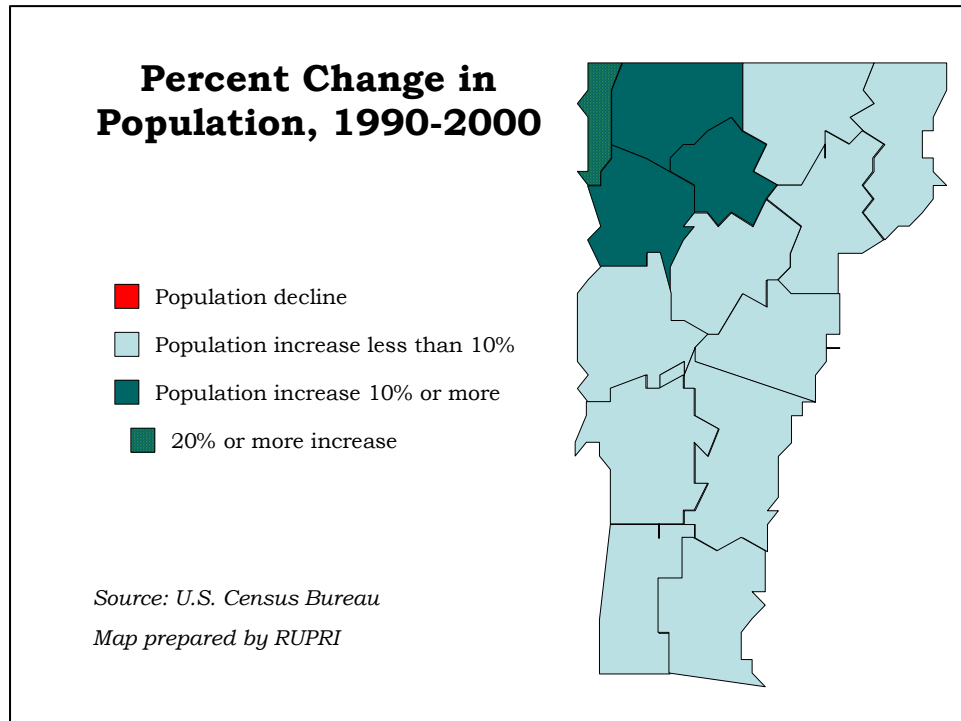 Percent Change in
Population, 1990-2000
Population decline
Population increase less than 10%
Population increase 10% or more
20% or more increase
Source: U.S. Census Bureau
Map prepared by RUPRI